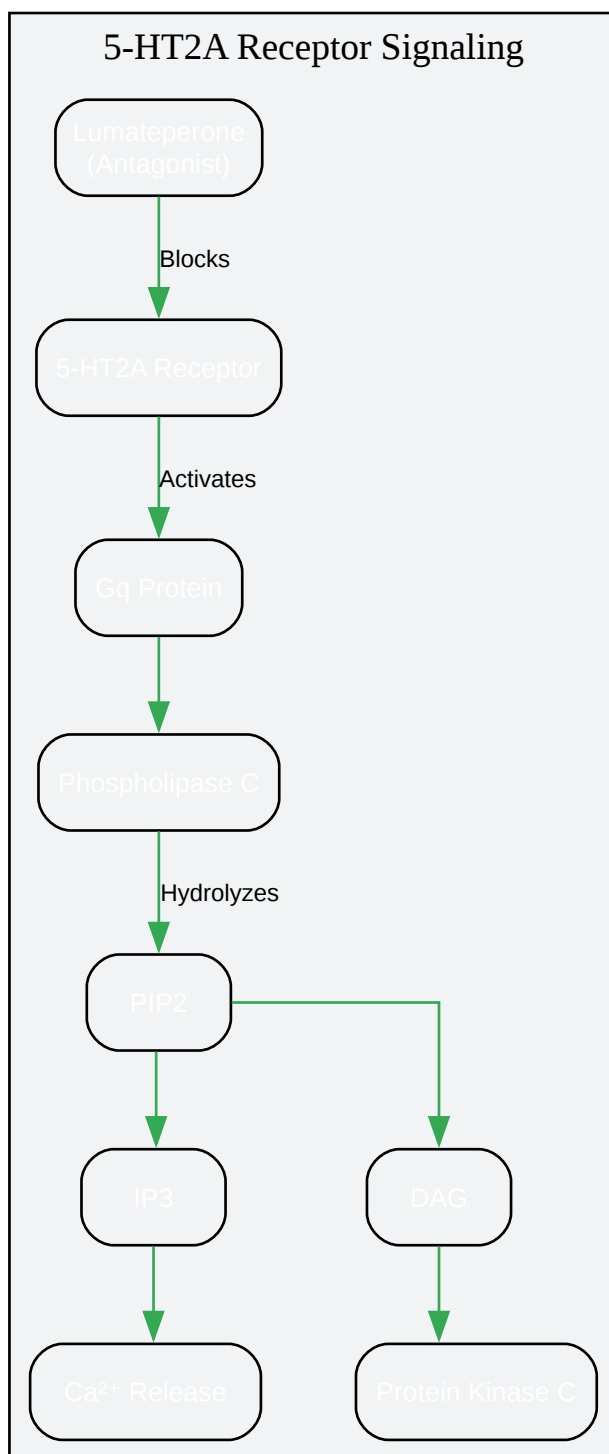 5-HT2A Receptor Signaling
Lumateperone
(Antagonist)
Blocks
5-HT2A Receptor
Activates
Gq Protein
Phospholipase C
Hydrolyzes
PIP2
IP3
DAG
Ca²⁺ Release
Protein Kinase C